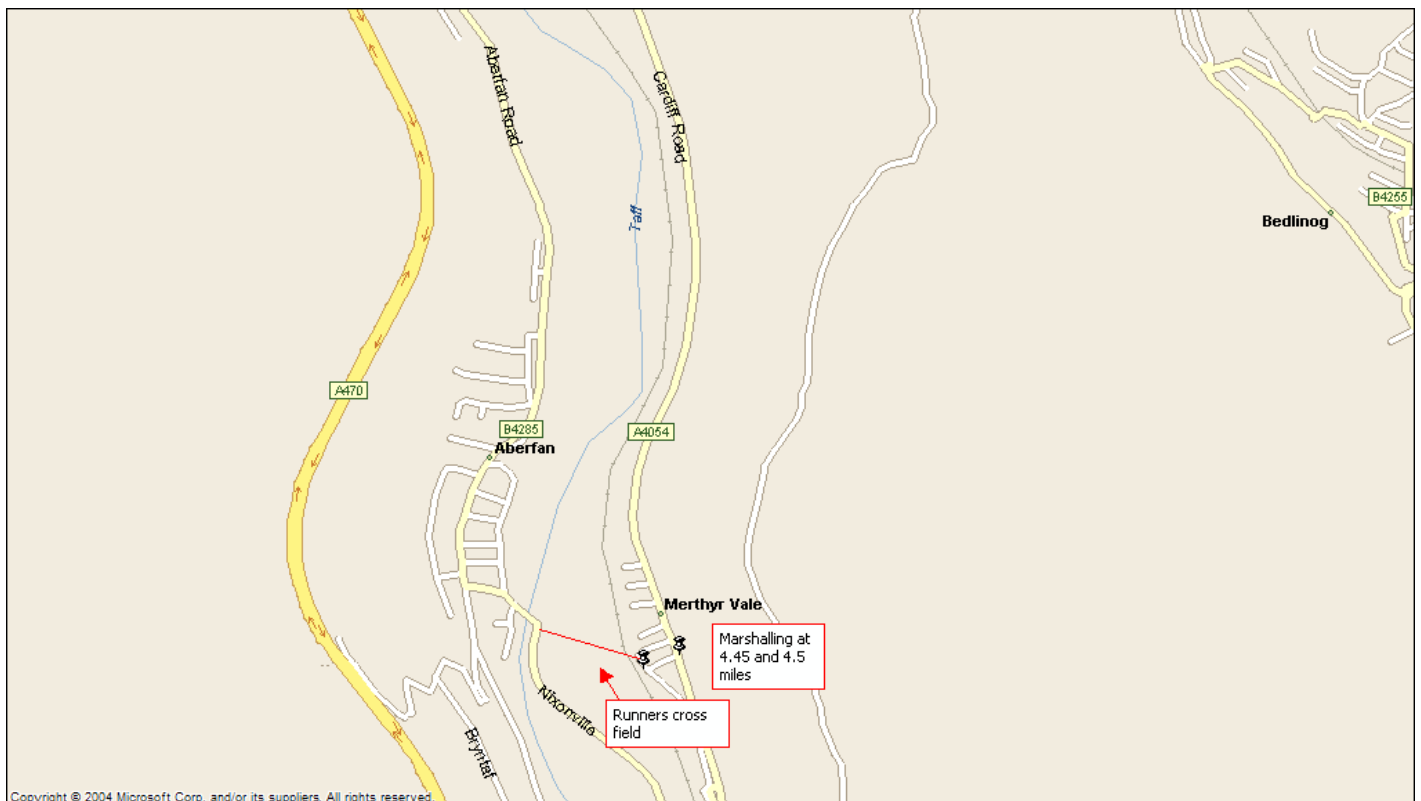 Aberfan Road
Cardiff Road
Taff
B4255
Bedlinog
A470
B4285
A4054
Aberfan
Merthyr Vale
Marshalling at
4.45 and 4.5
miles
Runners cross
field
Nixonville
Bryntaf
Copyright © 2004 Microsoft Corp. and/or its suppliers. All rights reserved.